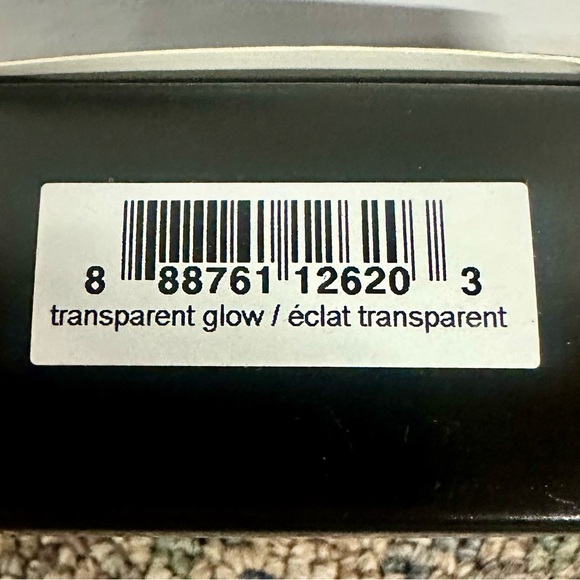 8 88761 12620 3
transparent glow / éclat transparent